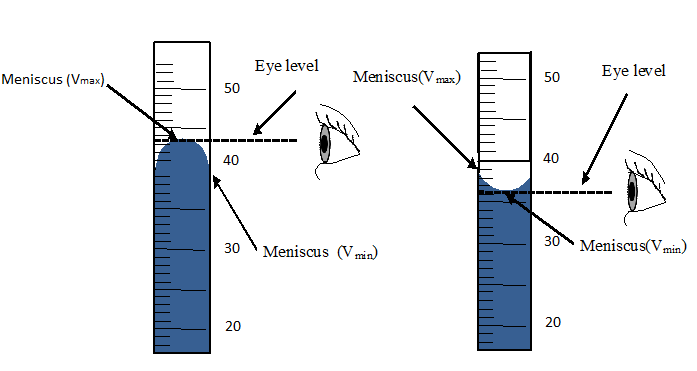 Meniscus (Vmax)
Eye level
50
40
30
20
Meniscus (Vmin)
Meniscus(Vmax)
Eye level
50
40
30
20
Meniscus(Vmin)